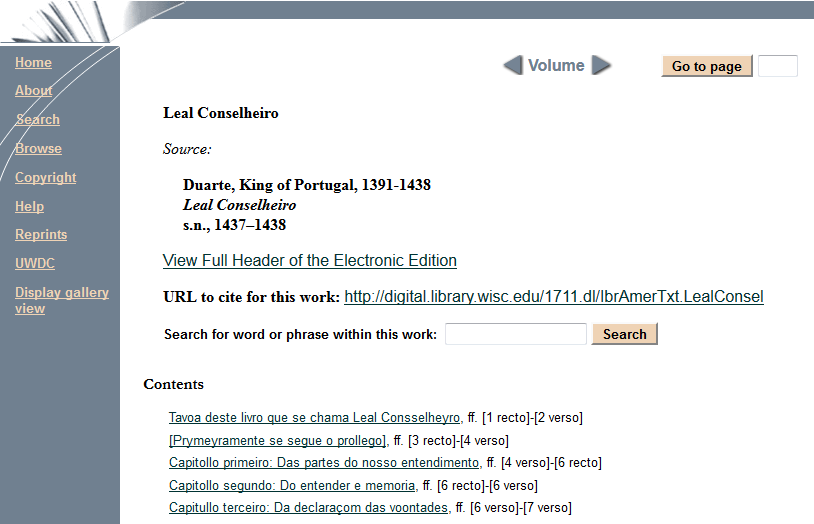 Home
About
Search
Browse
Copyright
Help
Reprints
UWDC
Display gallery
view
Volume
Go to page
Leal Conselheiro
Source:
Duarte, King of Portugal, 1391-1438
Leal Conselheiro
s.n., 1437–1438
View Full Header of the Electronic Edition
URL to cite for this work: http://digital.library.wisc.edu/1711.dl/IbrAmerTxt.LealConsel
Search for word or phrase within this work: Search
Contents
Tavoa deste livro que se chama Leal Consselheyro, ff. [1 recto]-[2 verso]
[Prymeyramente se segue o prollego], ff. [3 recto]-[4 verso]
Capitollo primeiro: Das partes do nosso entendimento, ff. [4 verso]-[6 recto]
Capitollo segundo: Do entender e memoria, ff. [6 recto]-[6 verso]
Capitullo terceiro: Da declaraçom das voontades, ff. [6 verso]-[7 verso]